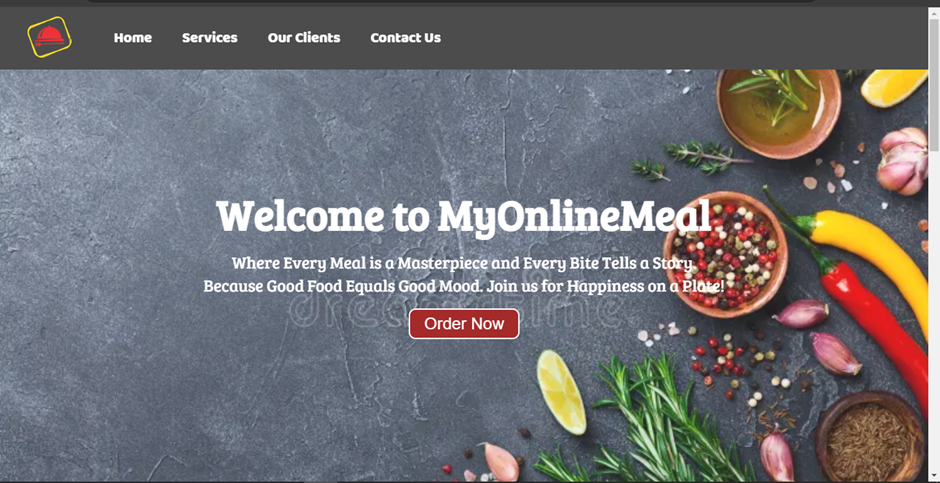 Home Services Our Clients Contact Us
Welcome to MyOnlineMeal
Where Every Meal is a Masterpiece and Every Bite Tells a Story.
Because Good Food Equals Good Mood. Join us for Happiness on a Plate!
dreamstime
Order Now